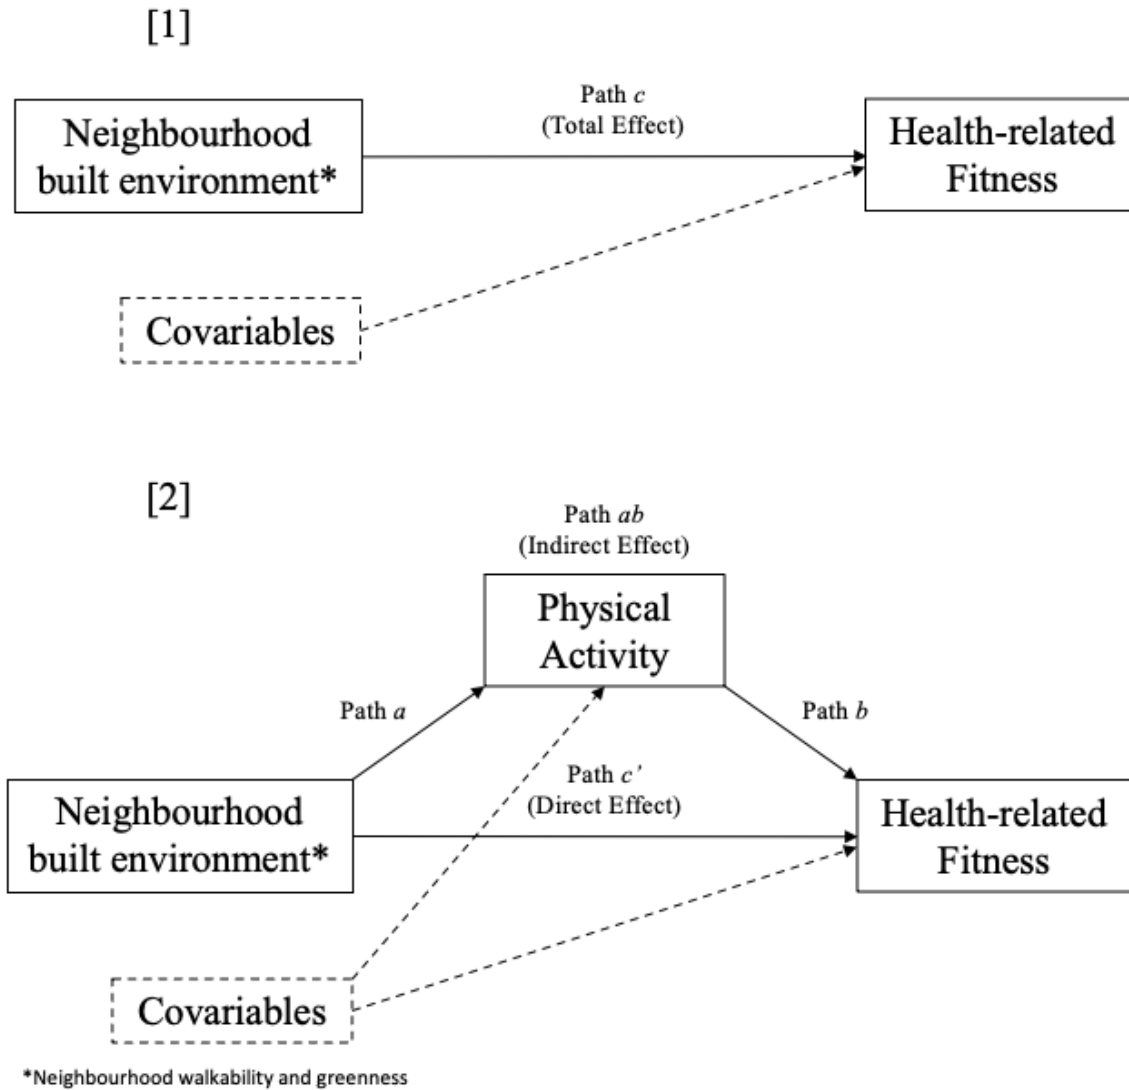 [1]
Path c
(Total Effect)
Neighbourhood
built environment*
Health-related
Fitness
Covariables
[2]
Path ab
(Indirect Effect)
Physical
Activity
Path a
Path b
Path c’
(Direct Effect)
Neighbourhood
built environment*
Health-related
Fitness
Covariables
*Neighbourhood walkability and greenness